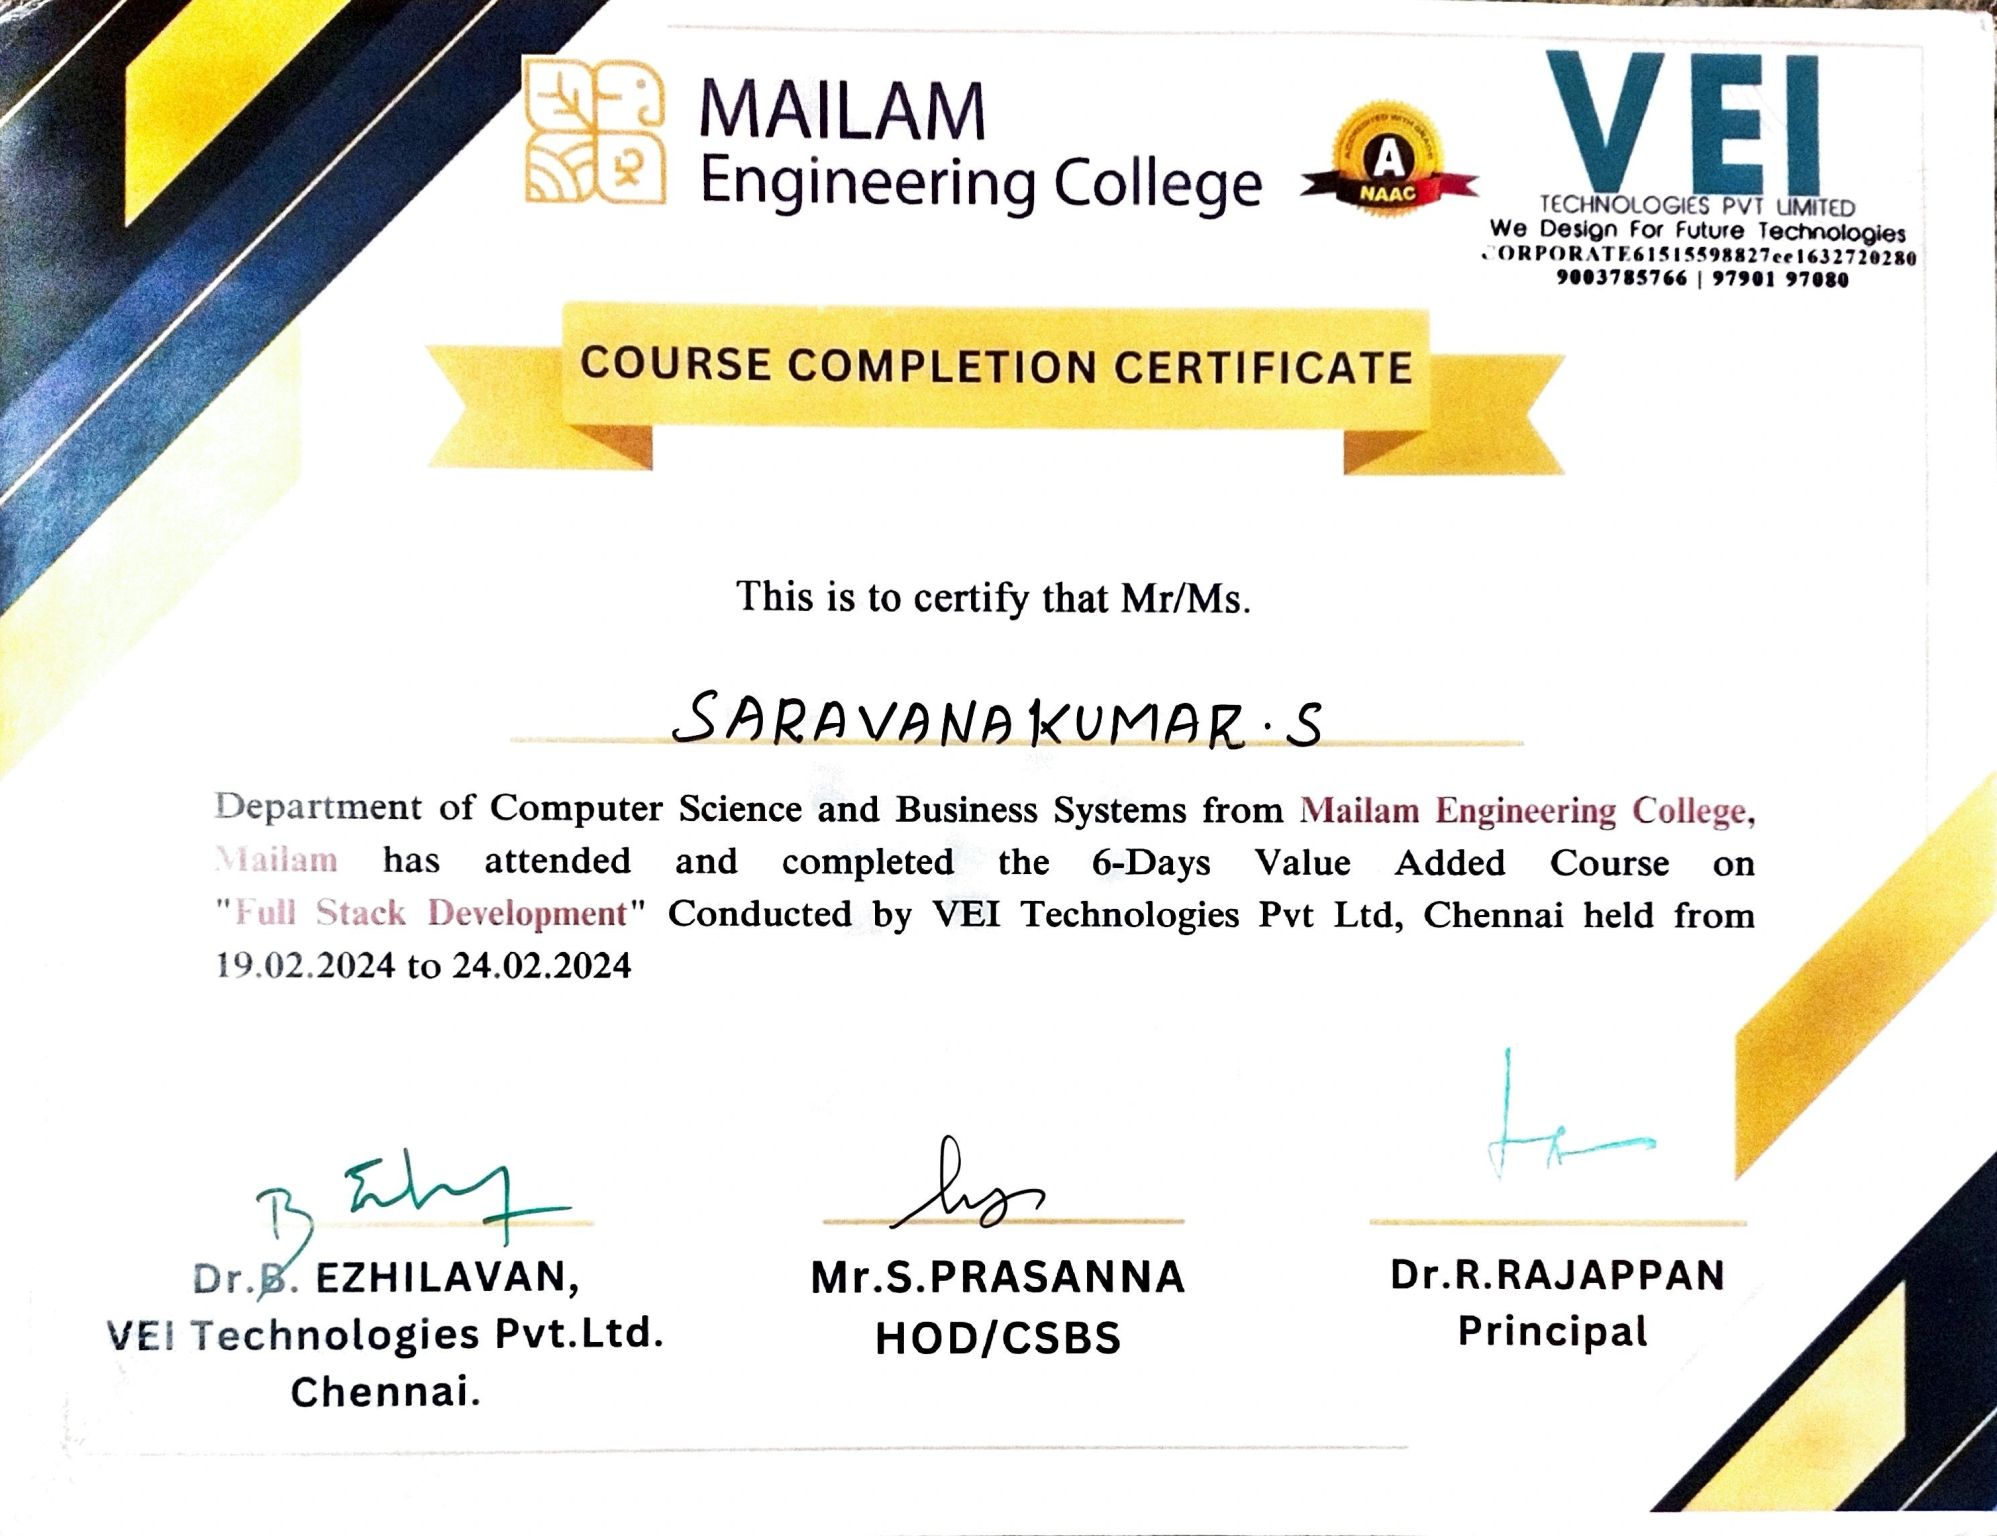 MAILAM
Engineering College
ACCREDITED WITH GRADE
A
NAAC
VEI
TECHNOLOGIES PVT LIMITED
We Design For Future Technologies
CORPORATE61515598827ee1632720280
9003785766 | 97901 97080
COURSE COMPLETION CERTIFICATE
This is to certify that Mr/Ms.
SARAVANAKUMAR. S
Department of Computer Science and Business Systems from Mailam Engineering College,
Mailam has attended and completed the 6-Days Value Added Course on
"Full Stack Development" Conducted by VEI Technologies Pvt Ltd, Chennai held from
19.02.2024 to 24.02.2024
Dr.B. EZHILAVAN,
VEI Technologies Pvt.Ltd.
Chennai.
Mr.S.PRASANNA
HOD/CSBS
Dr.R.RAJAPPAN
Principal